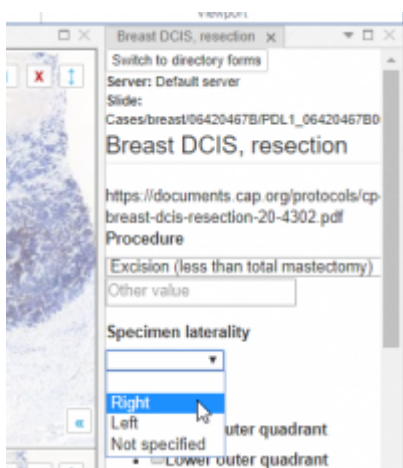 Viewport
Breast DCIS, resection x
Switch to directory forms
Server: Default server
Slide:
Cases/breast/06420467B/PDL1_06420467B0
Breast DCIS, resection
https://documents.cap.org/protocols/cp
breast-dcis-resection-20-4302.pdf
Procedure
Excision (less than total mastectomy)
Other value
Specimen laterality
Right
Left
Not specified
uter quadrant
Lower outer quadrant